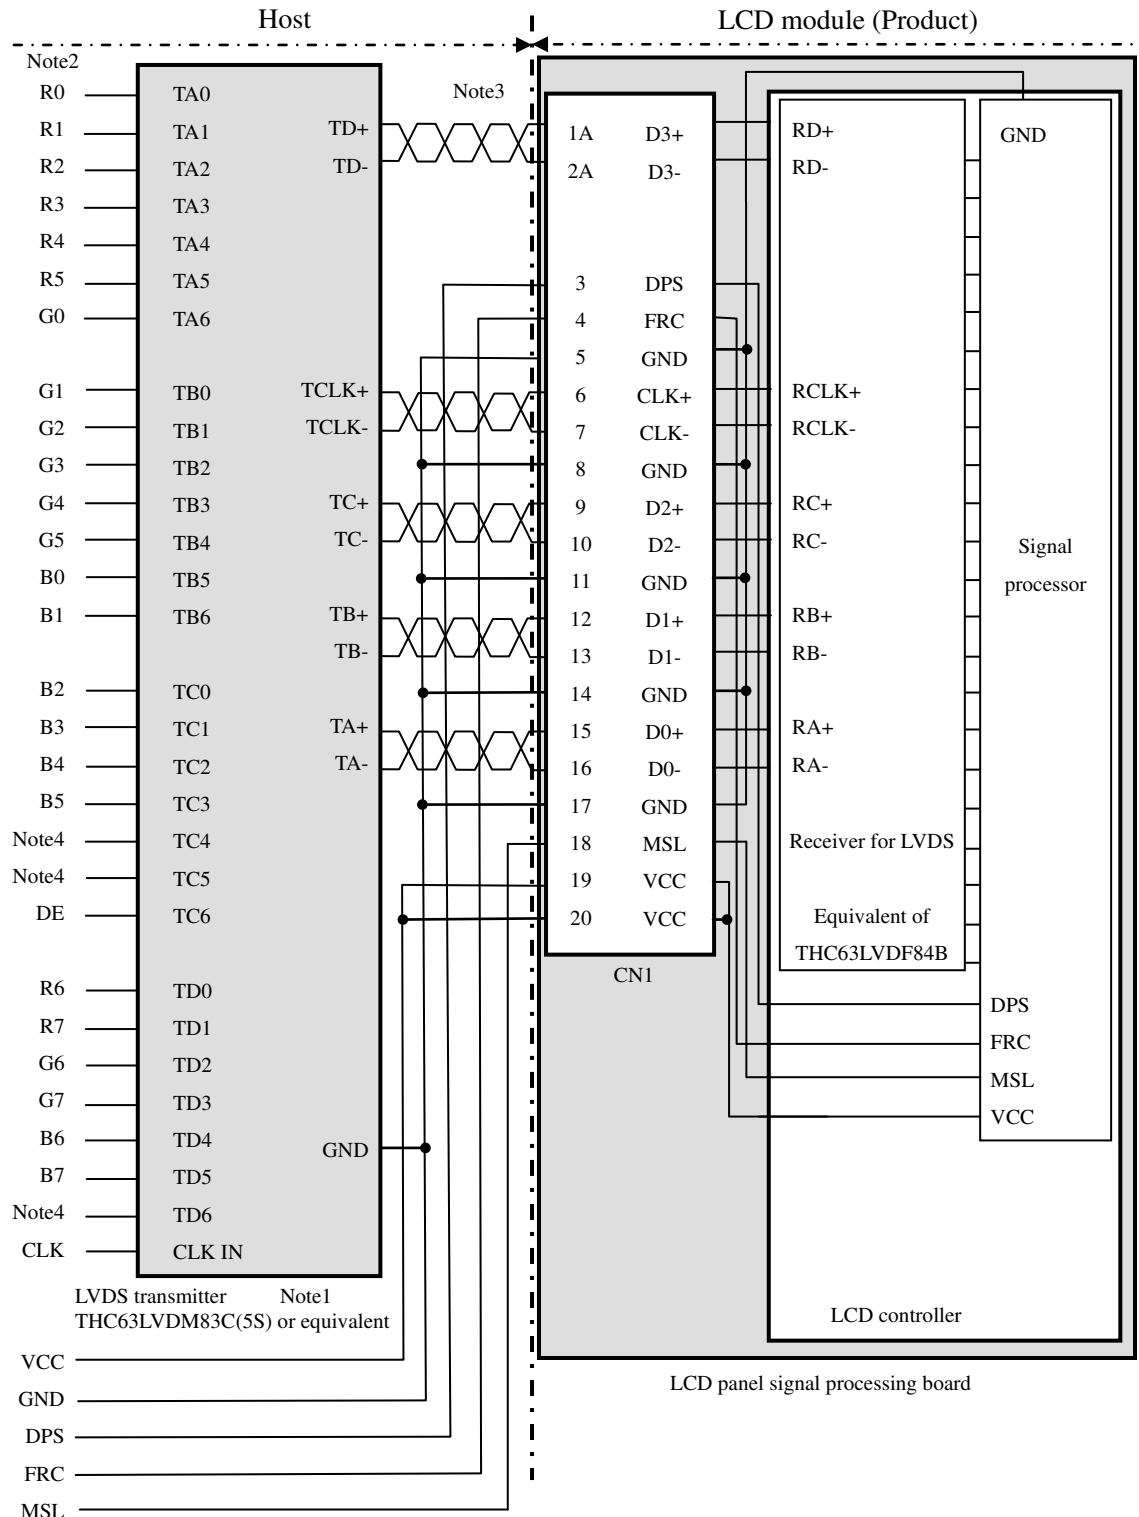 Host
LCD module (Product)
Note2
Note3
R0 TA0
R1 TA1 TD+ 1A D3+ RD+ GND
R2 TA2 TD- 2A D3- RD-
R3 TA3
R4 TA4
R5 TA5 3 DPS
G0 TA6 4 FRC
5 GND
G1 TB0 TCLK+ 6 CLK+ RCLK+
G2 TB1 TCLK- 7 CLK- RCLK-
G3 TB2 8 GND
G4 TB3 TC+ 9 D2+ RC+
G5 TB4 TC- 10 D2- RC- Signal
B0 TB5 11 GND processor
B1 TB6 TB+ 12 D1+ RB+
TB- 13 D1- RB-
B2 TC0 14 GND
B3 TC1 TA+ 15 D0+ RA+
B4 TC2 TA- 16 D0- RA-
B5 TC3 17 GND
Note4 TC4 18 MSL Receiver for LVDS
Note4 TC5 19 VCC
DE TC6 20 VCC Equivalent of
THC63LVDF84B
CN1
R6 TD0 DPS
R7 TD1 FRC
G6 TD2 MSL
G7 TD3 VCC
B6 TD4 GND
B7 TD5
Note4 TD6
CLK CLK IN
LVDS transmitter Note1
THC63LVDM83C(5S) or equivalent
LCD controller
VCC
LCD panel signal processing board
GND
DPS
FRC
MSL